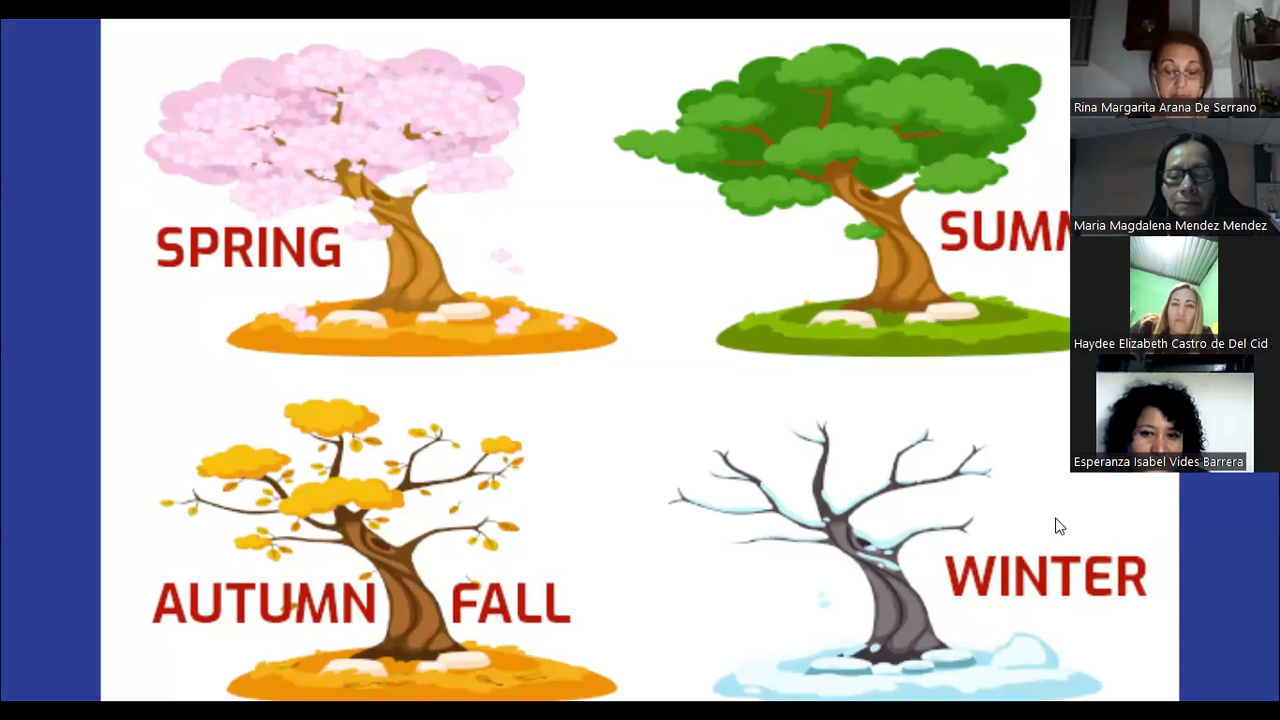 SPRING
SUMM
AUTUMN FALL
WINTER
Rina Margarita Arana De Serrano
Maria Magdalena Mendez Mendez
Haydee Elizabeth Castro de Del Cid
Esperanza Isabel Vides Barrera